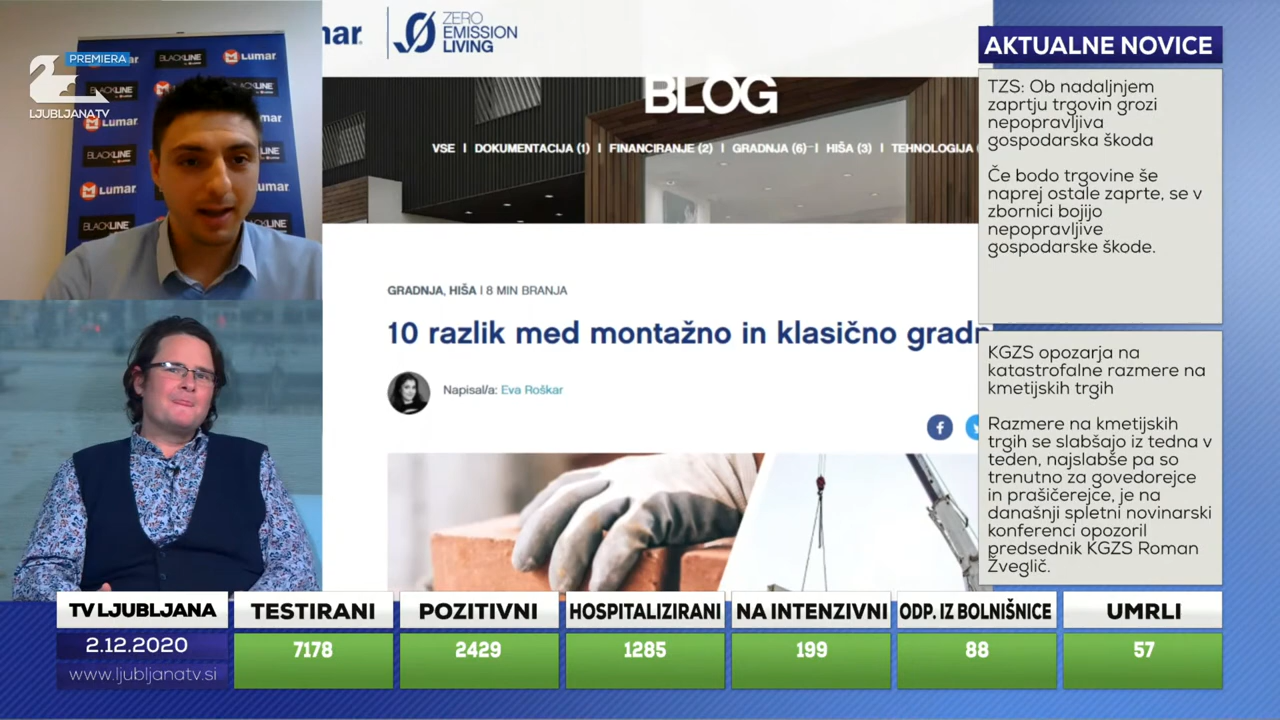 PREMIERA
LJUBLJANATV
BLACKLINE
LUMAR
BLACKLINE
LUMAR
BLACKLINE
LUMAR
BLACKLINE
ZERO
EMISSION
LIVING
BLOG
VSE | DOKUMENTACIJA (1) | FINANCIRANJE (2) | GRADNJA (6) | HIŠA (3) | TEHNOLOGIJA
GRADNJA, HIŠA | 8 MIN BRANJA
10 razlik med montažno in klasično gradn
Napisal/a: Eva Roškar
AKTUALNE NOVICE
TZS: Ob nadaljnjem
zaprtju trgovin grozi
nepopravljiva
gospodarska škoda
Če bodo trgovine še
naprej ostale zaprte, se v
zbornici bojijo
nepopravljive
gospodarske škode.
KGZS opozarja na
katastrofalne razmere na
kmetijskih trgih
Razmere na kmetijskih
trgih se slabšajo iz tedna v
teden, najslabše pa so
trenutno za govedorejce
in prašičerejce, je na
današnji spletni novinarski
konferenci opozoril
predsednik KGZS Roman
Žveglič.
TV LJUBLJANA TESTIRANI POZITIVNI HOSPITALIZIRANI NA INTENZIVNI ODP. IZ BOLNIŠNICE UMRLI
2.12.2020 7178 2429 1285 199 88 57
www.ljubljanatv.si